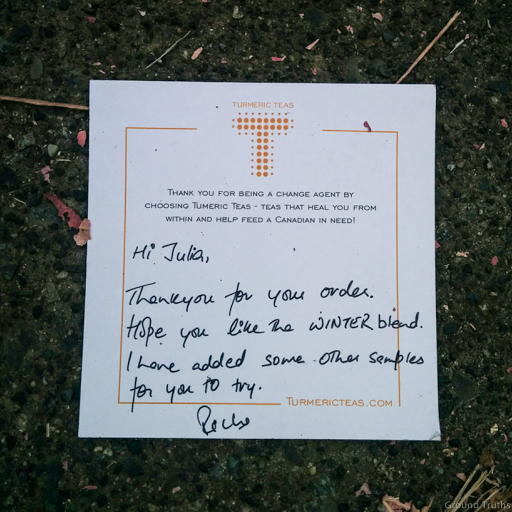 TURMERIC TEAS
T
THANK YOU FOR BEING A CHANGE AGENT BY
CHOOSING TUMERIC TEAS - TEAS THAT HEAL YOU FROM
WITHIN AND HELP FEED A CANADIAN IN NEED!
Hi Julia,
Thankyou for your order.
Hope you like the WINTER blend.
I have added some other samples
for you to try.
TURMERICTEAS.COM
Ground Truths